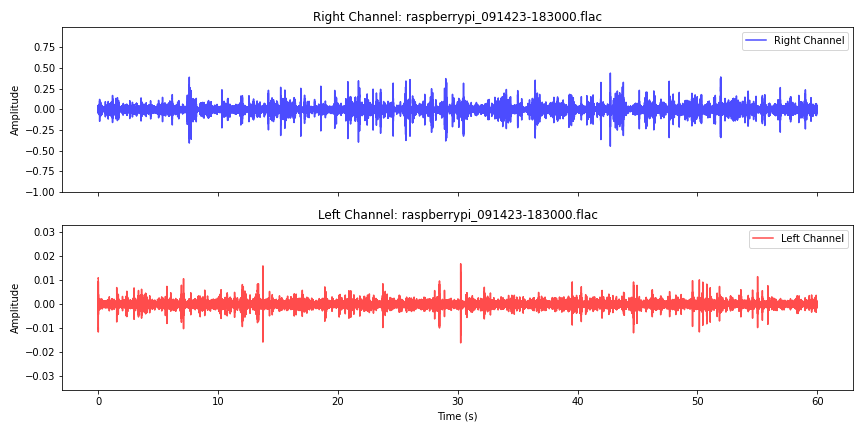 Right Channel: raspberrypi_091423-183000.flac
Right Channel
0.75
0.50
0.25
0.00
−0.25
−0.50
−0.75
−1.00
Amplitude
Left Channel: raspberrypi_091423-183000.flac
Left Channel
0.03
0.02
0.01
0.00
−0.01
−0.02
−0.03
Amplitude
0 10 20 30 40 50 60
Time (s)